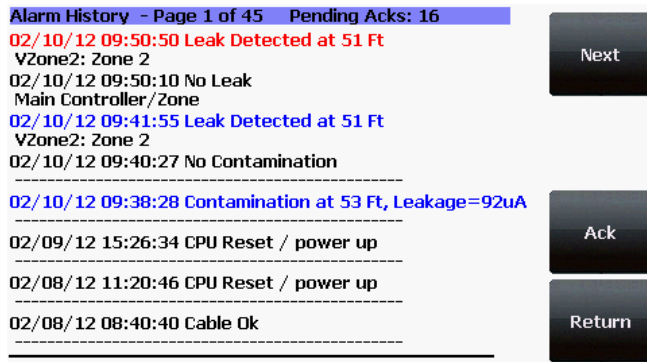 Alarm History - Page 1 of 45 Pending Acks: 16
02/10/12 09:50:50 Leak Detected at 51 Ft
VZone2: Zone 2
02/10/12 09:50:10 No Leak
Main Controller/Zone
02/10/12 09:41:55 Leak Detected at 51 Ft
VZone2: Zone 2
02/10/12 09:40:27 No Contamination
--------------------------------------------------
02/10/12 09:38:28 Contamination at 53 Ft, Leakage=92uA
--------------------------------------------------
02/09/12 15:26:34 CPU Reset / power up
--------------------------------------------------
02/08/12 11:20:46 CPU Reset / power up
--------------------------------------------------
02/08/12 08:40:40 Cable Ok
--------------------------------------------------
Next
Ack
Return